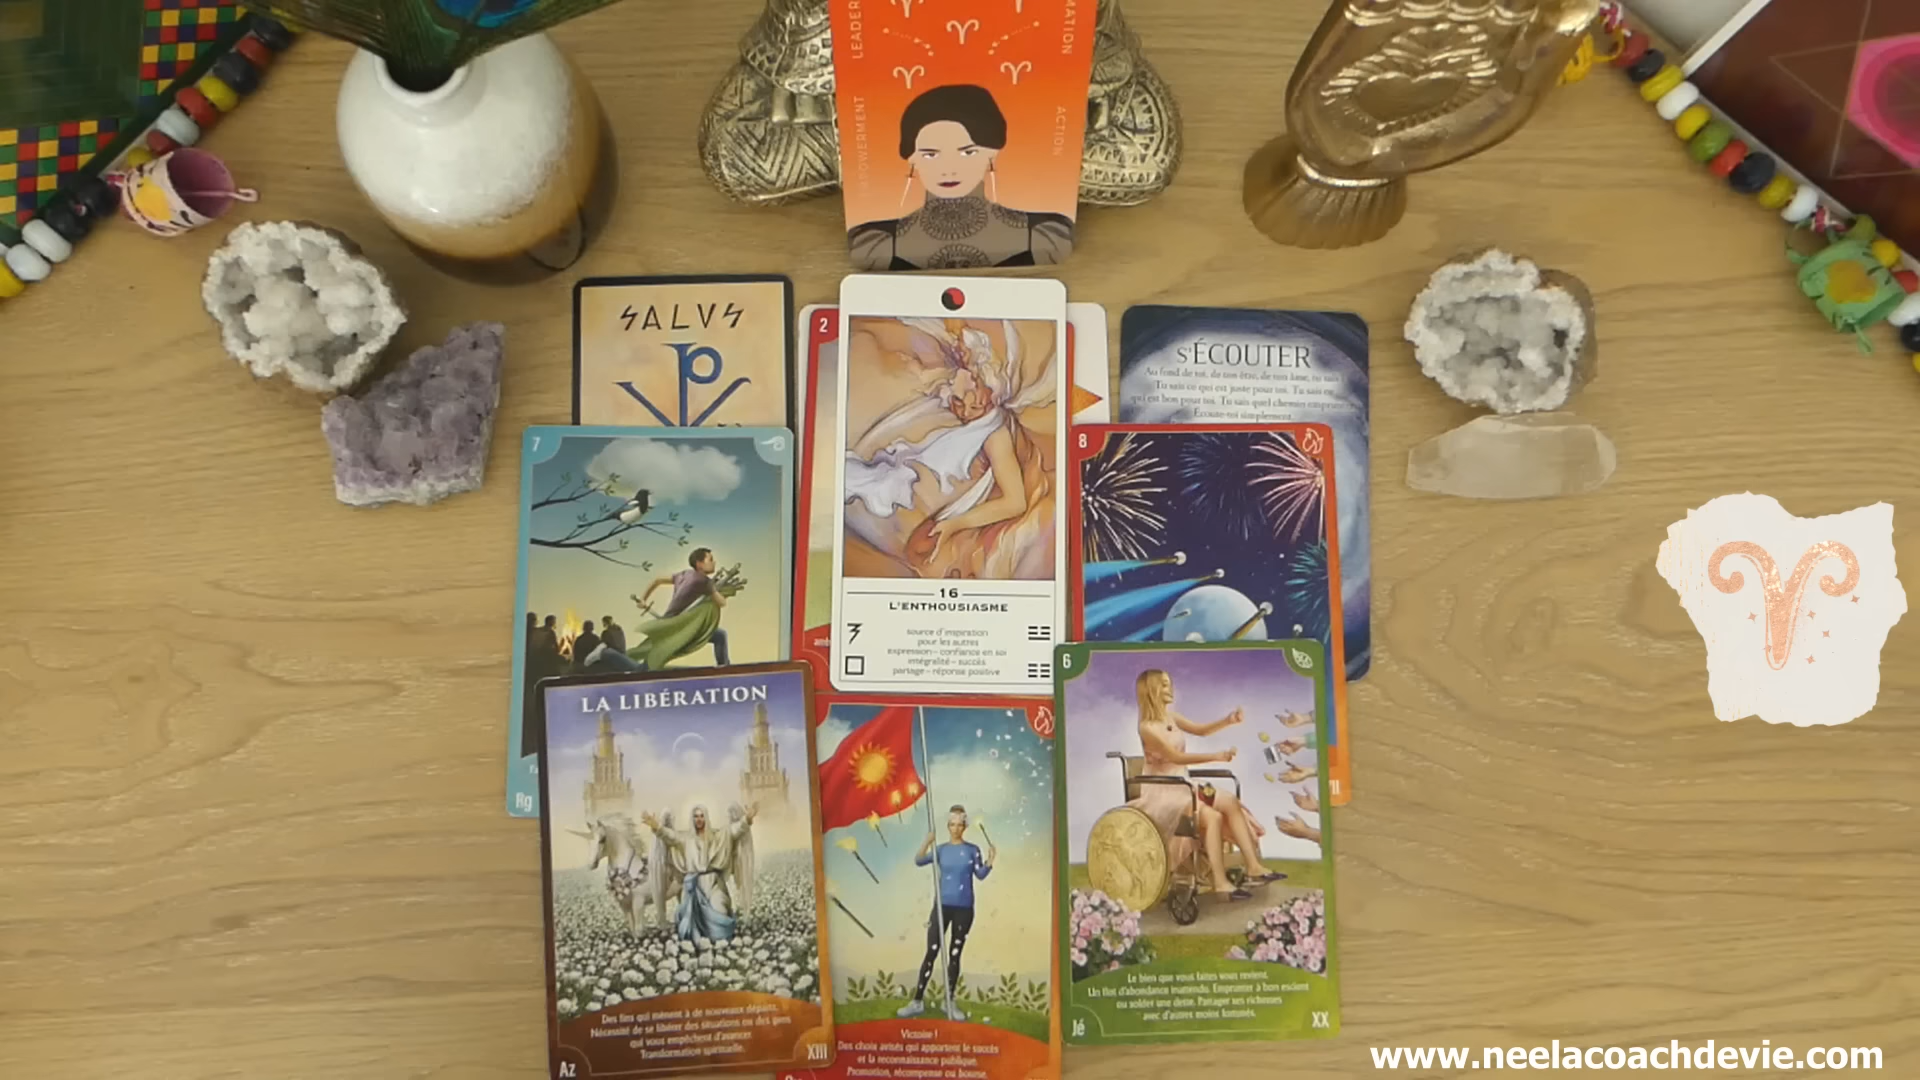 LEADER
MATION
EMPOWERMENT
ACTION
SALVS
2
16
L'ENTHOUSIASME
source d'inspiration
pour les autres
expression – confiance en soi
intégralité – succès
partage – réponse positive
S'ÉCOUTER
Au fond de toi, de ton être, de ton âme, tu sais.
Tu sais ce qui est juste pour toi. Tu sais ce
qui est bon pour toi. Tu sais quel chemin emprunter.
Écoute-toi simplement.
7
Rg
8
VII
LA LIBÉRATION
Des fins qui mènent à de nouveaux départs.
Nécessité de se libérer des situations ou des gens
qui vous empêchent d'avancer.
Transformation spirituelle.
Az
XIII
Victoire !
Des choix avisés qui apportent le succès
et la reconnaissance publique.
Promotion, récompense ou bourse.
6
Le bien que vous faites vous revient.
Un flot d'abondance inattendu. Emprunter à bon escient
ou solder une dette. Partager ses richesses
avec d'autres moins fortunés.
Jé
XX
www.neelacoachdevie.com